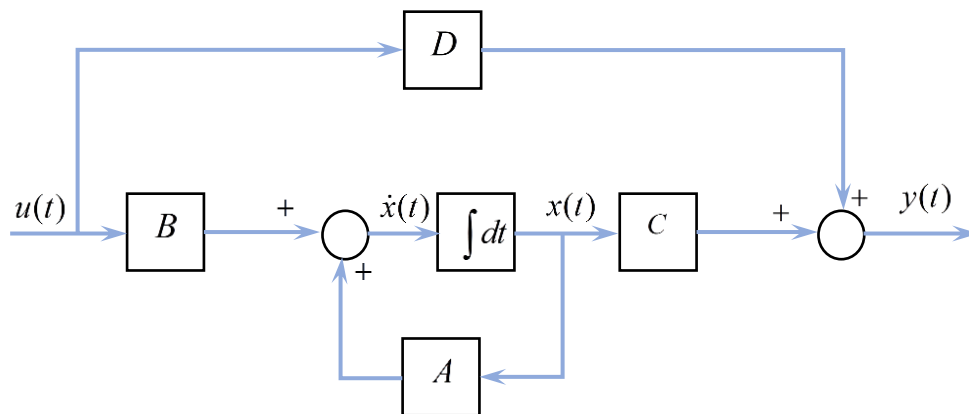 D
+
u(t)
B
+
ẋ(t)
∫dt
x(t)
C
+
y(t)
+
A